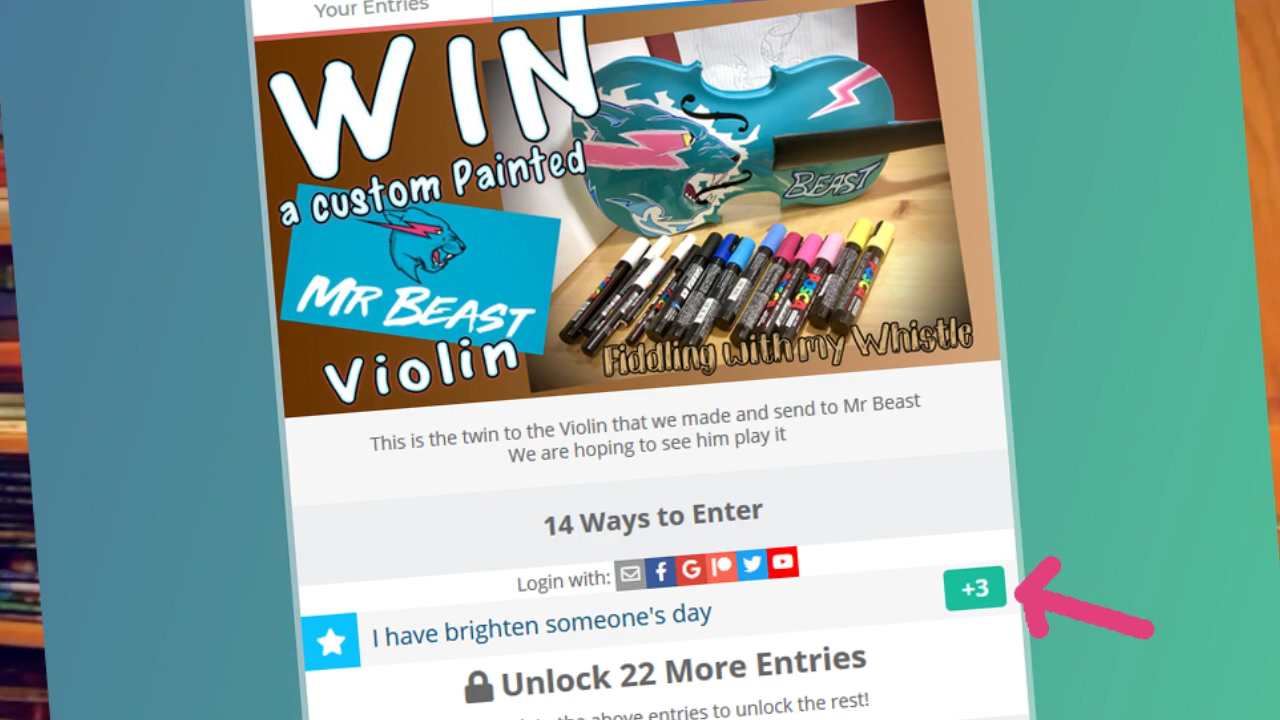 Your Entries
WIN
a custom Painted
MR BEAST
Violin
BEAST
POSCA
POSCA
Fiddling with my Whistle
This is the twin to the Violin that we made and send to Mr Beast
We are hoping to see him play it
14 Ways to Enter
Login with:
I have brighten someone's day
+3
Unlock 22 More Entries
the above entries to unlock the rest!